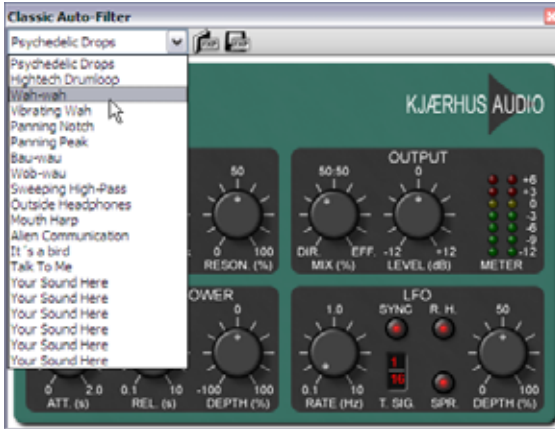 Classic Auto-Filter
Psychedelic Drops
Psychedelic Drops
Hightech Drumloop
Wah-wah
Vibrating Wah
Panning Notch
Panning Peak
Bau-wau
Wob-wau
Sweeping High-Pass
Outside Headphones
Mouth Harp
Alien Communication
It´s a bird
Talk To Me
Your Sound Here
Your Sound Here
Your Sound Here
Your Sound Here
Your Sound Here
Your Sound Here
KJÆRHUS AUDIO
OUTPUT
50 50:50 0
+6
+3
0
-3
-6
-9
-12
0 100 DIR. EFF. -12 +12
RESON. (%) MIX (%) LEVEL (dB) METER
OWER LFO
0 1.0 SYNC R. H. 50
1
16
2.0 0.1 10 -100 100 0.1 10 0 100
ATT. (s) REL. (s) DEPTH (%) RATE (Hz) T. SIG. SPR. DEPTH (%)